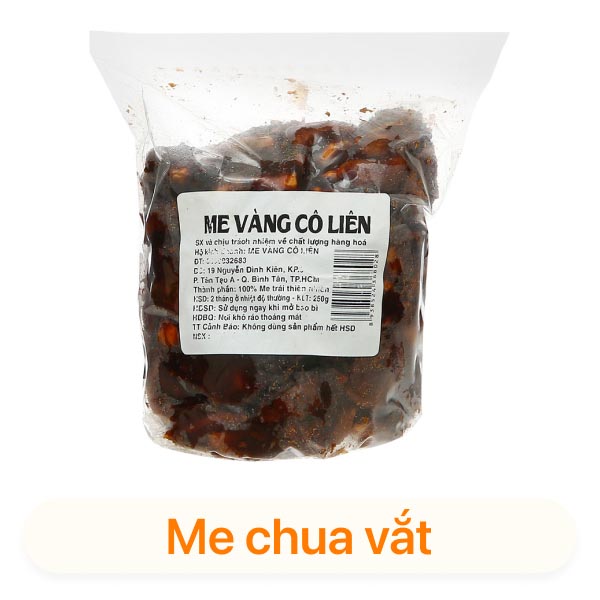 ME VÀNG CÔ LIÊN
SX và chịu trách nhiệm về chất lượng hàng hoá
Hộ kinh doanh: ME VÀNG CÔ LIÊN
ĐT:
ĐC: 19 Nguyễn Đình Kiên, KP.
P. Tân Tạo A - Q. Bình Tân, TP.HCM
Thành phần: 100% Me trái thiên nhiên
HSD: 2 tháng ở nhiệt độ thường - KLT: 250g
HDSD: Sử dụng ngay khi mở bao bì
HDBQ: Nơi khô ráo thoáng mát
TT Cảnh Báo: Không dùng sản phẩm hết HSD
NSX :
Me chua vắt